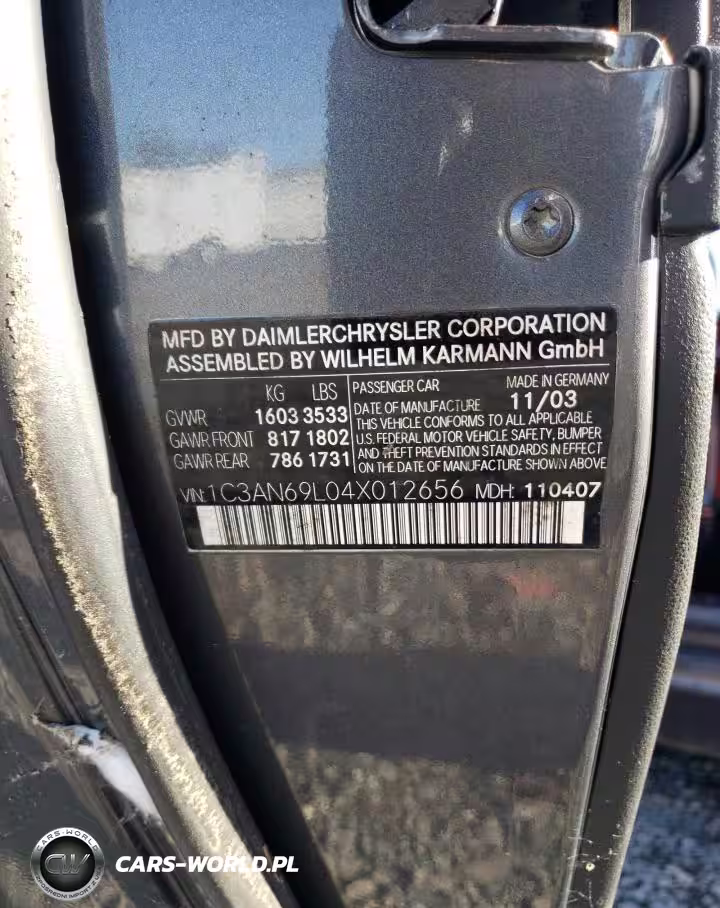 MFD BY DAIMLERCHRYSLER CORPORATION
ASSEMBLED BY WILHELM KARMANN GmbH
KG LBS
GVWR 1603 3533
GAWR FRONT 817 1802
GAWR REAR 786 1731
PASSENGER CAR MADE IN GERMANY
DATE OF MANUFACTURE 11/03
THIS VEHICLE CONFORMS TO ALL APPLICABLE
U.S. FEDERAL MOTOR VEHICLE SAFETY, BUMPER
AND THEFT PREVENTION STANDARDS IN EFFECT
ON THE DATE OF MANUFACTURE SHOWN ABOVE
VIN: 1C3AN69L04X012656 MDH: 110407
CARS-WORLD
CW
CARS-WORLD.PL